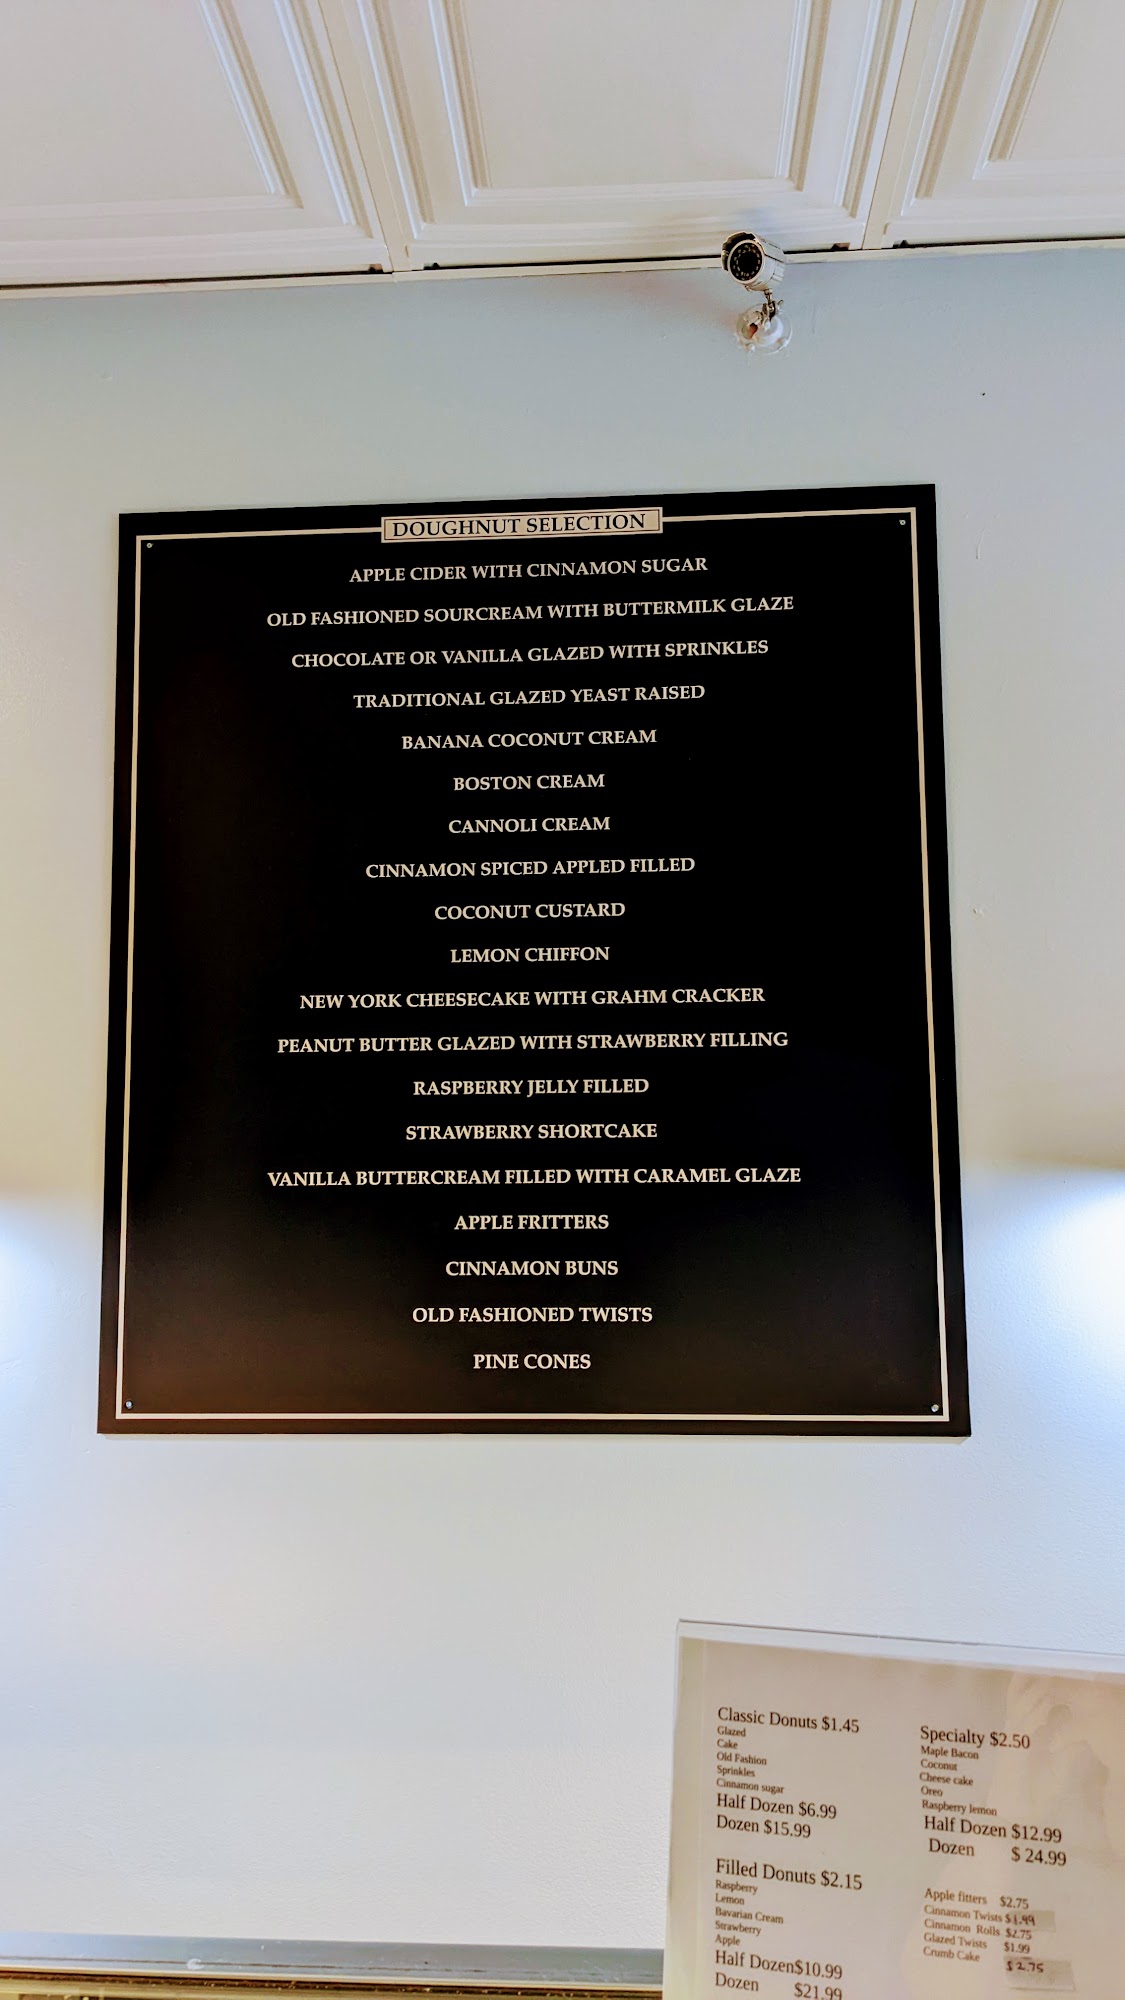 DOUGHNUT SELECTION
APPLE CIDER WITH CINNAMON SUGAR
OLD FASHIONED SOURCREAM WITH BUTTERMILK GLAZE
CHOCOLATE OR VANILLA GLAZED WITH SPRINKLES
TRADITIONAL GLAZED YEAST RAISED
BANANA COCONUT CREAM
BOSTON CREAM
CANNOLI CREAM
CINNAMON SPICED APPLED FILLED
COCONUT CUSTARD
LEMON CHIFFON
NEW YORK CHEESECAKE WITH GRAHM CRACKER
PEANUT BUTTER GLAZED WITH STRAWBERRY FILLING
RASPBERRY JELLY FILLED
STRAWBERRY SHORTCAKE
VANILLA BUTTERCREAM FILLED WITH CARAMEL GLAZE
APPLE FRITTERS
CINNAMON BUNS
OLD FASHIONED TWISTS
PINE CONES
Classic Donuts $1.45
Glazed
Cake
Old Fashion
Sprinkles
Cinnamon sugar
Half Dozen $6.99
Dozen $15.99
Filled Donuts $2.15
Raspberry
Lemon
Bavarian Cream
Strawberry
Apple
Half Dozen$10.99
Dozen $21.99
Specialty $2.50
Maple Bacon
Coconut
Cheese cake
Oreo
Raspberry lemon
Half Dozen $12.99
Dozen $ 24.99
Apple fitters $2.75
Cinnamon Twists $1.99
Cinnamon Rolls $2.75
Glazed Twists $1.99
Crumb Cake $2.75